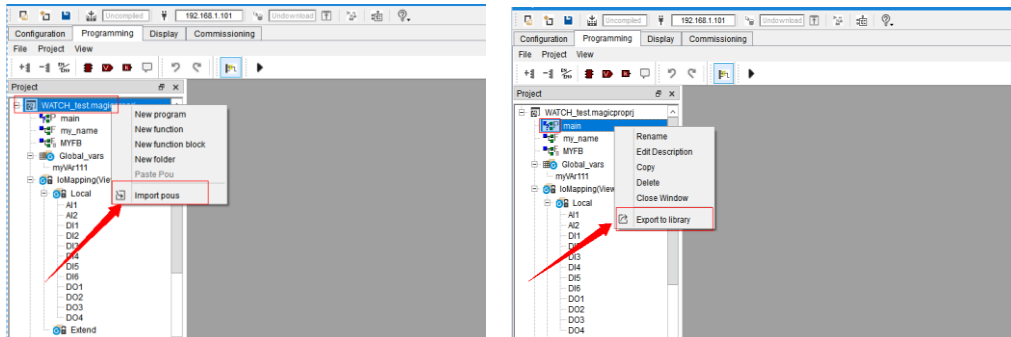 Uncompiled 192.168.1.101 Undownload
Configuration Programming Display Commissioning
File Project View
Project
WATCH_test.magicproprj
main
my_name
MYFB
Global_vars
myVAr111
IoMapping(Vie
Local
AI1
AI2
DI1
DI2
DI3
DI4
DI5
DI6
DO1
DO2
DO3
DO4
Extend
New program
New function
New function block
New folder
Paste Pou
Import pous
Uncompiled 192.168.1.101 Undownload
Configuration Programming Display Commissioning
File Project View
Project
WATCH_test.magicproprj
main
my_name
MYFB
Global_vars
myVAr111
IoMapping(View
Local
AI1
AI2
DI1
DI2
DI3
DI4
DI5
DI6
DO1
DO2
DO3
DO4
Rename
Edit Description
Copy
Delete
Close Window
Export to library